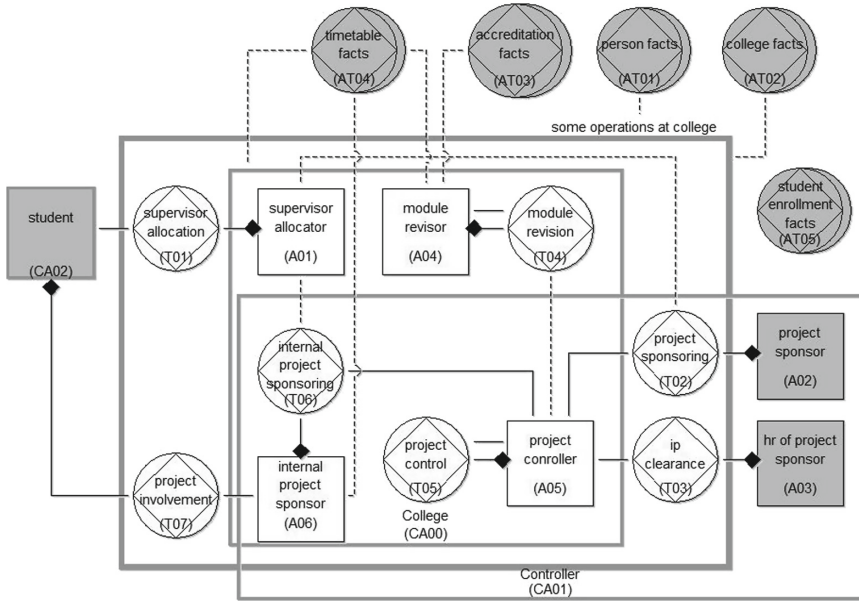 timetable
facts
(AT04)
accreditation
facts
(AT03)
person facts
(AT01)
college facts
(AT02)
some operations at college
student
enrollment
facts
(AT05)
student
(CA02)
supervisor
allocation
(T01)
supervisor
allocator
(A01)
module
revisor
(A04)
module
revision
(T04)
internal
project
sponsoring
(T06)
project
sponsoring
(T02)
project
sponsor
(A02)
project
involvement
(T07)
internal
project
sponsor
(A06)
project
control
(T05)
project
conroller
(A05)
ip
clearance
(T03)
hr of project
sponsor
(A03)
College
(CA00)
Controller
(CA01)